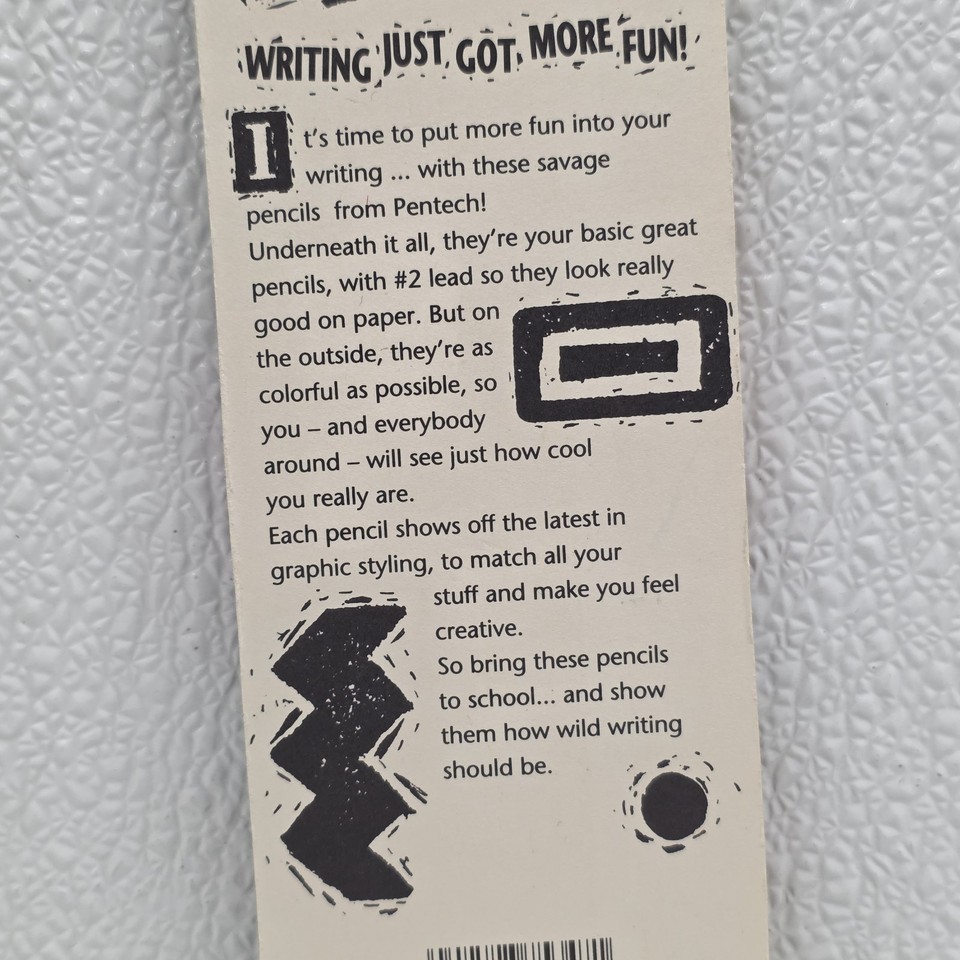 WRITING JUST GOT MORE FUN!
It's time to put more fun into your
writing ... with these savage
pencils from Pentech!
Underneath it all, they're your basic great
pencils, with #2 lead so they look really
good on paper. But on
the outside, they're as
colorful as possible, so
you – and everybody
around – will see just how cool
you really are.
Each pencil shows off the latest in
graphic styling, to match all your
stuff and make you feel
creative.
So bring these pencils
to school... and show
them how wild writing
should be.